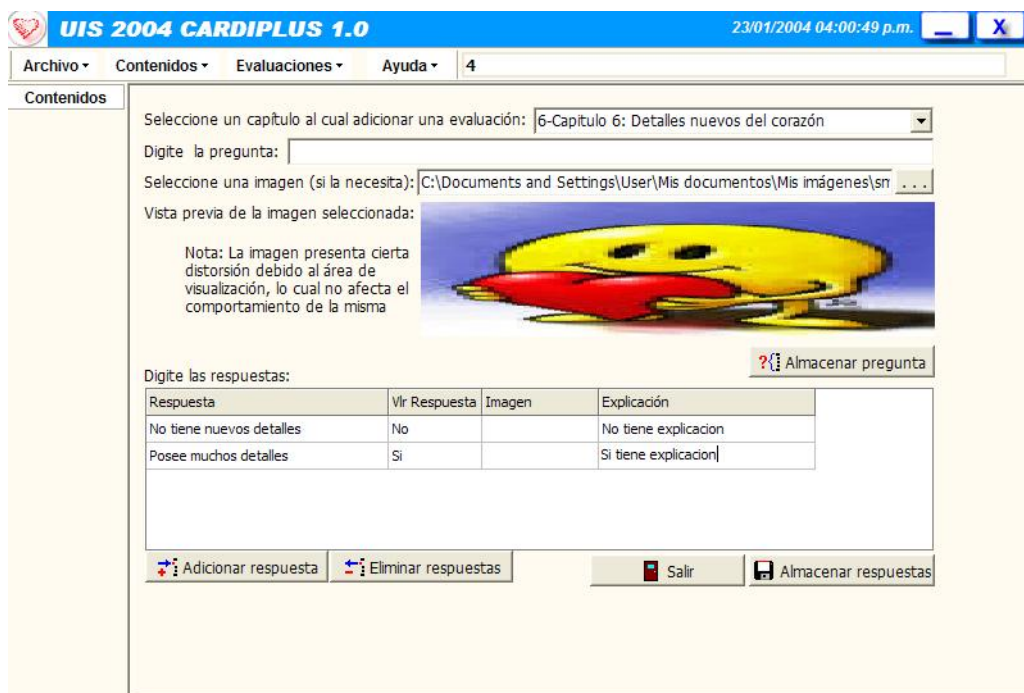 UIS 2004 CARDIPLUS 1.0 23/01/2004 04:00:49 p.m. X
Archivo Contenidos Evaluaciones Ayuda 4
Contenidos
Seleccione un capítulo al cual adicionar una evaluación: 6-Capitulo 6: Detalles nuevos del corazón
Digite la pregunta:
Seleccione una imagen (si la necesita): C:\Documents and Settings\User\Mis documentos\Mis imágenes\sm ...
Vista previa de la imagen seleccionada:
Nota: La imagen presenta cierta
distorsión debido al área de
visualización, lo cual no afecta el
comportamiento de la misma
?{ Almacenar pregunta
Digite las respuestas:
Respuesta Vlr Respuesta Imagen Explicación
No tiene nuevos detalles No No tiene explicacion
Posee muchos detalles Si Si tiene explicacion
Adicionar respuesta Eliminar respuestas Salir Almacenar respuestas